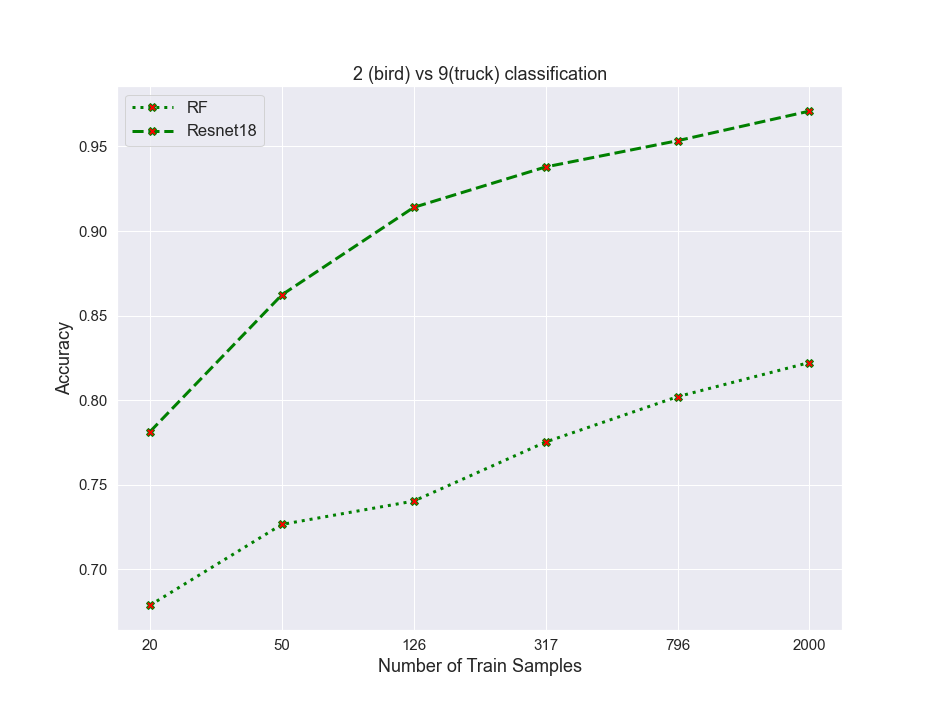 2 (bird) vs 9(truck) classification
RF
Resnet18
0.95
0.90
0.85
0.80
0.75
0.70
Accuracy
20 50 126 317 796 2000
Number of Train Samples